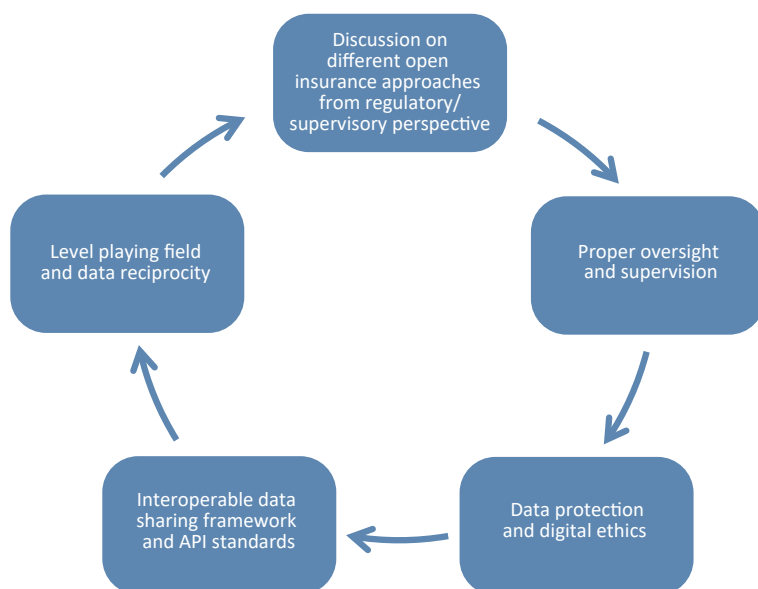 Discussion on
different open
insurance approaches
from regulatory/
supervisory perspective
Proper oversight
and supervision
Data protection
and digital ethics
Interoperable data
sharing framework
and API standards
Level playing field
and data reciprocity